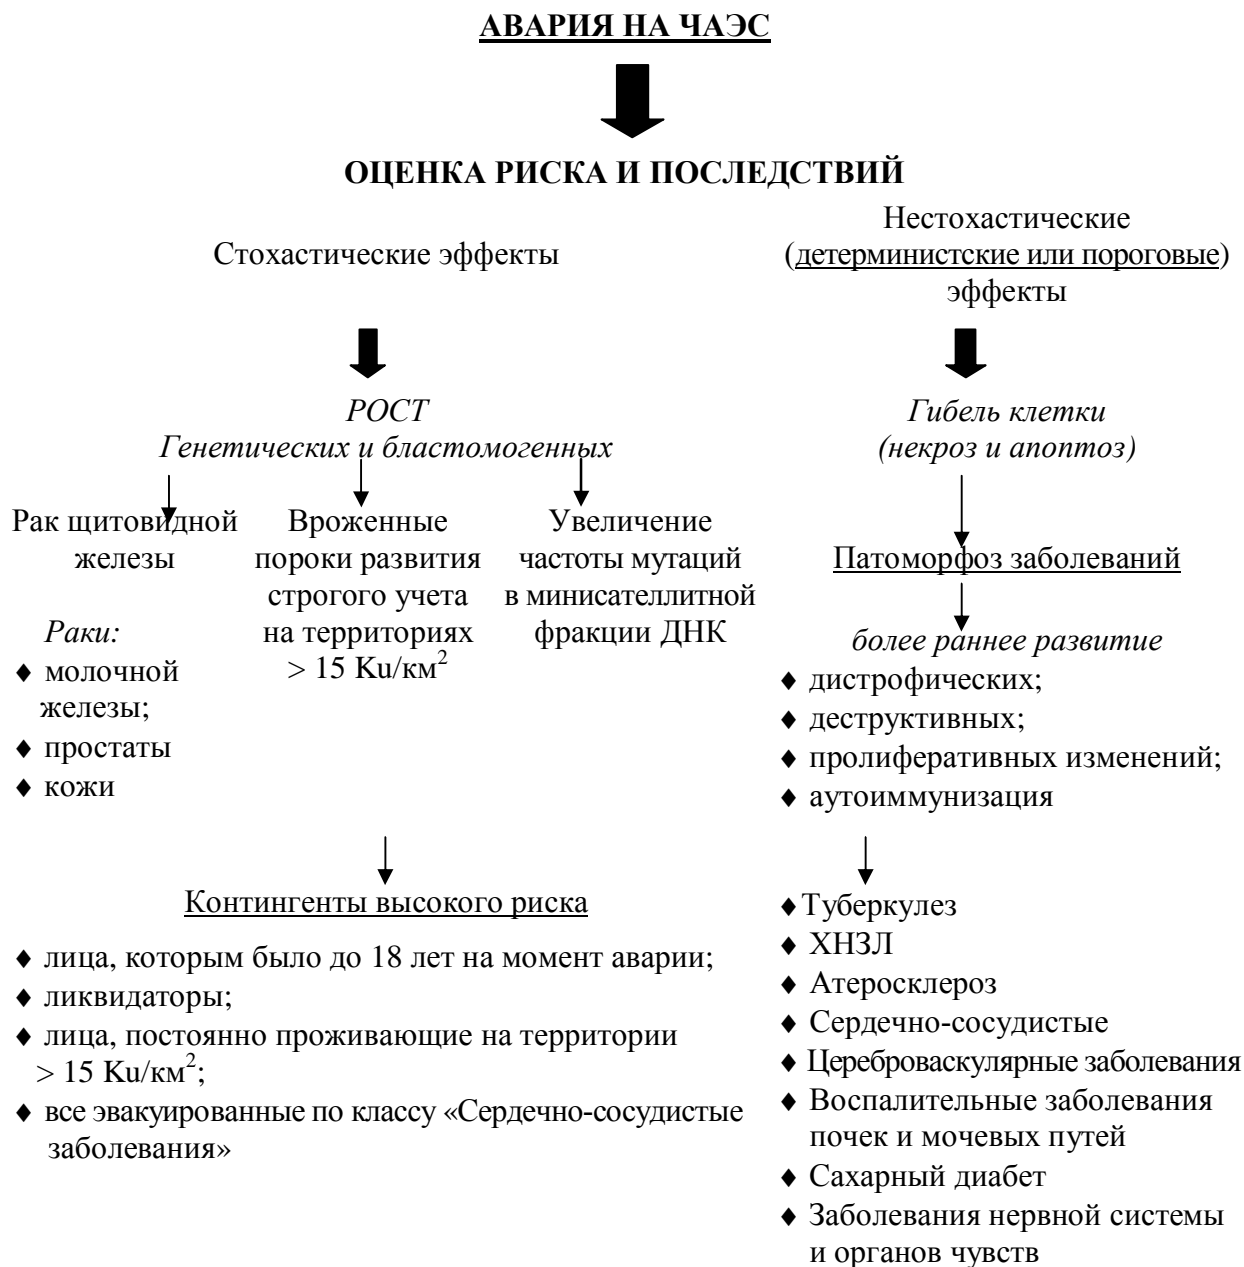 АВАРИЯ НА ЧАЭС
ОЦЕНКА РИСКА И ПОСЛЕДСТВИЙ
Стохастические эффекты
Нестохастические
(детерминистские или пороговые)
эффекты
РОСТ
Генетических и бластомогенных
Гибель клетки
(некроз и апоптоз)
Рак щитовидной
железы
Раки:
♦ молочной
железы;
♦ простаты
♦ кожи
Вроженные
пороки развития
строгого учета
на территориях
> 15 Ku/км²
Увеличение
частоты мутаций
в минисателлитной
фракции ДНК
Патоморфоз заболеваний
более раннее развитие
♦ дистрофических;
♦ деструктивных;
♦ пролиферативных изменений;
♦ аутоиммунизация
Контингенты высокого риска
♦ лица, которым было до 18 лет на момент аварии;
♦ ликвидаторы;
♦ лица, постоянно проживающие на территории
> 15 Ku/км²;
♦ все эвакуированные по классу «Сердечно-сосудистые
заболевания»
♦ Туберкулез
♦ ХНЗЛ
♦ Атеросклероз
♦ Сердечно-сосудистые
♦ Цереброваскулярные заболевания
♦ Воспалительные заболевания
почек и мочевых путей
♦ Сахарный диабет
♦ Заболевания нервной системы
и органов чувств